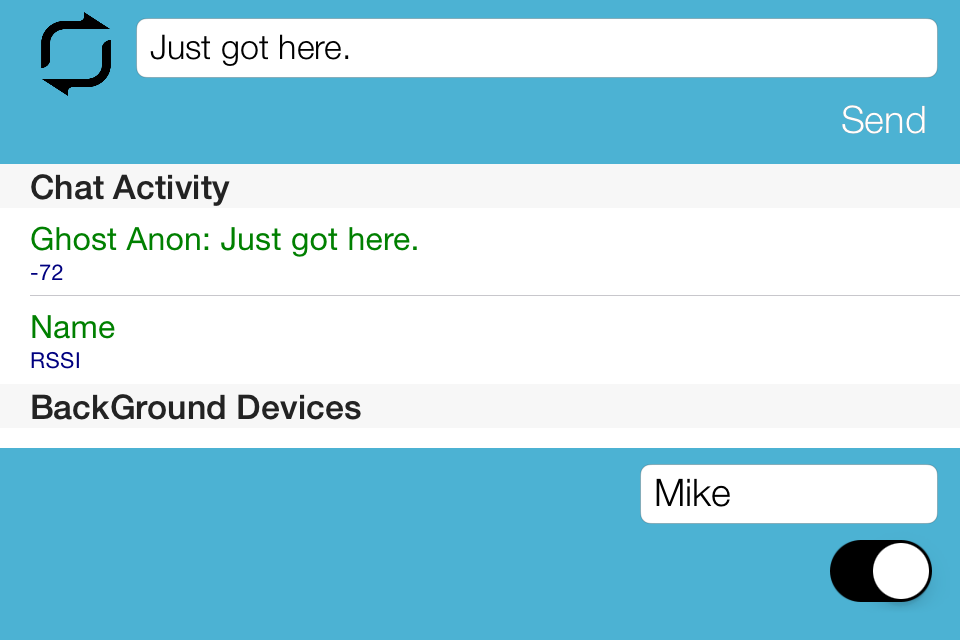 Just got here.
Send
Chat Activity
Ghost Anon: Just got here.
-72
Name
RSSI
BackGround Devices
Mike